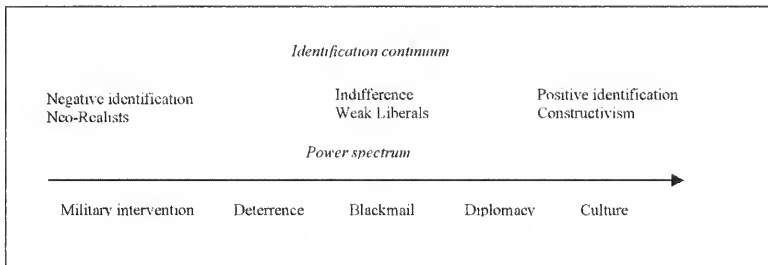 Identification continuum
Negative identification Indifference Positive identification
Neo-Realists Weak Liberals Constructivism
Power spectrum
Military intervention Deterrence Blackmail Diplomacy Culture